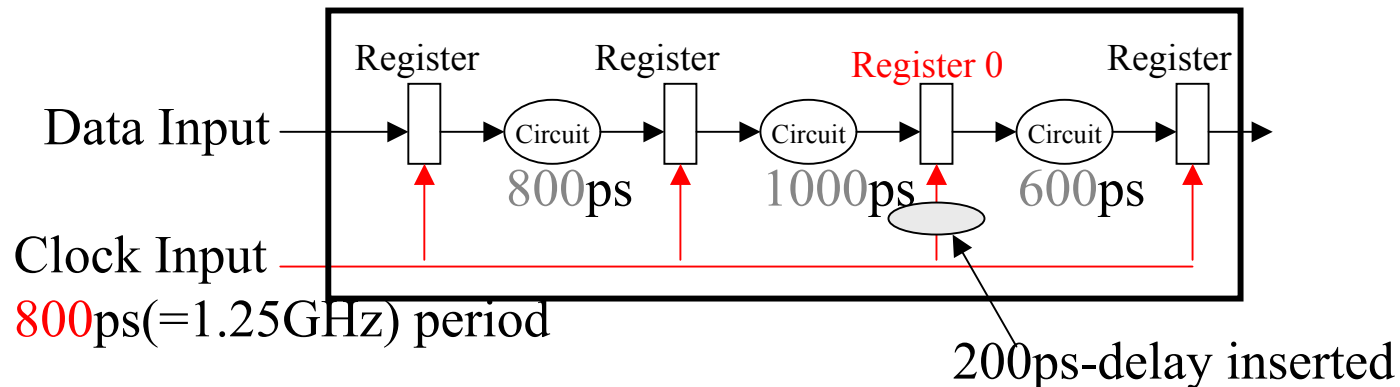 Register
Register
Register 0
Register
Data Input
Circuit
Circuit
Circuit
800ps
1000ps
600ps
Clock Input
800ps(=1.25GHz) period
200ps-delay inserted